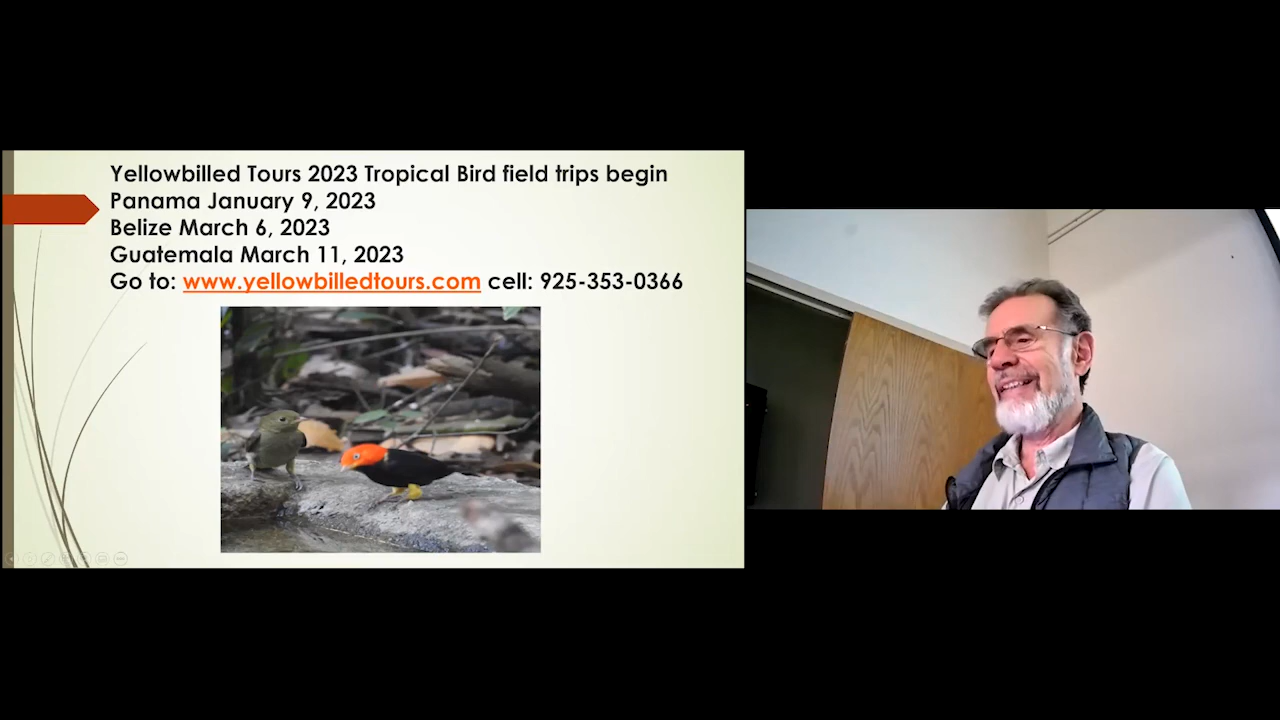 Yellowbilled Tours 2023 Tropical Bird field trips begin
Panama January 9, 2023
Belize March 6, 2023
Guatemala March 11, 2023
Go to: www.yellowbilledtours.com cell: 925-353-0366